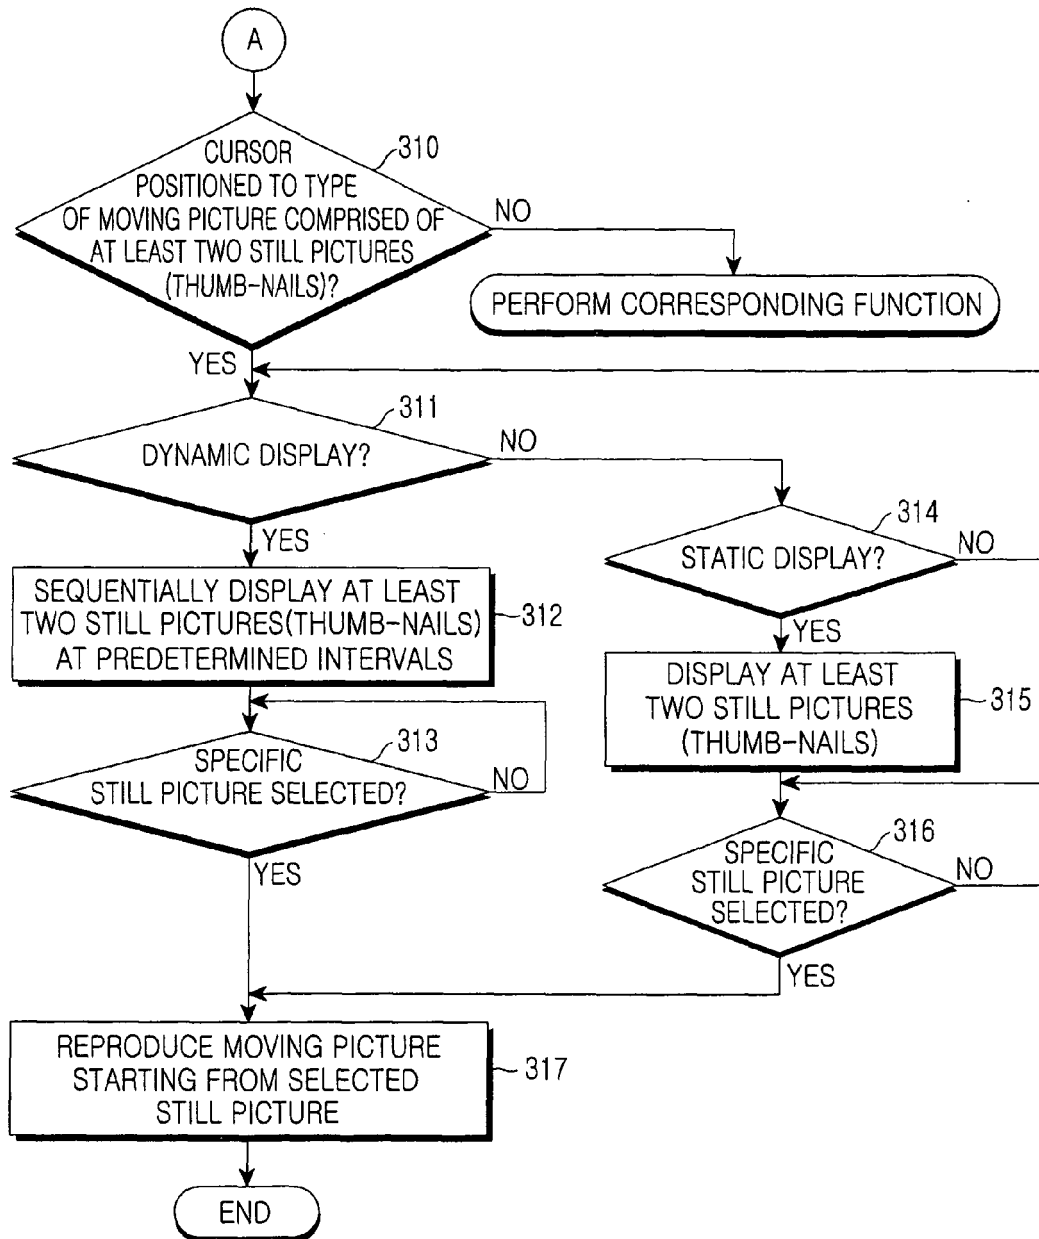 A
310
CURSOR
POSITIONED TO TYPE
OF MOVING PICTURE COMPRISED OF
AT LEAST TWO STILL PICTURES
(THUMB-NAILS)?
NO
PERFORM CORRESPONDING FUNCTION
YES
311
DYNAMIC DISPLAY?
NO
YES
314
STATIC DISPLAY?
NO
YES
SEQUENTIALLY DISPLAY AT LEAST
TWO STILL PICTURES(THUMB-NAILS)
AT PREDETERMINED INTERVALS
312
DISPLAY AT LEAST
TWO STILL PICTURES
(THUMB-NAILS)
315
313
SPECIFIC
STILL PICTURE SELECTED?
NO
YES
316
SPECIFIC
STILL PICTURE
SELECTED?
NO
YES
REPRODUCE MOVING PICTURE
STARTING FROM SELECTED
STILL PICTURE
317
END